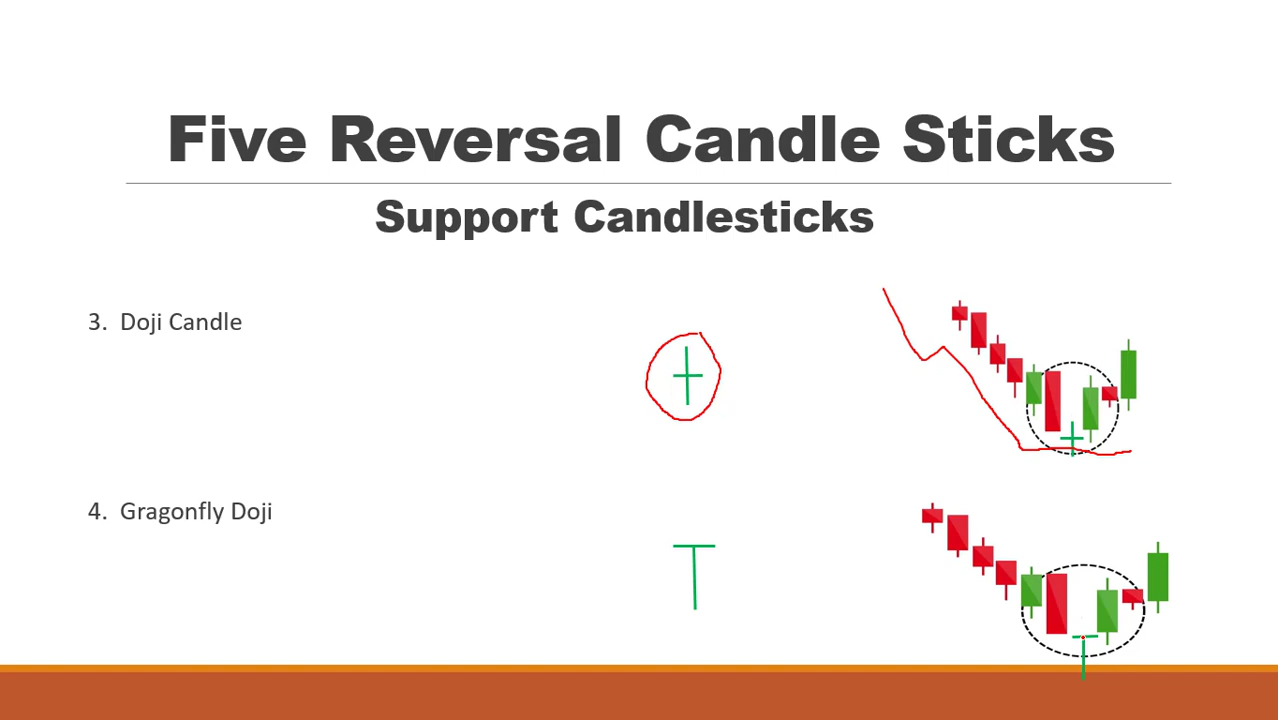 Five Reversal Candle Sticks
Support Candlesticks
3. Doji Candle
4. Gragonfly Doji